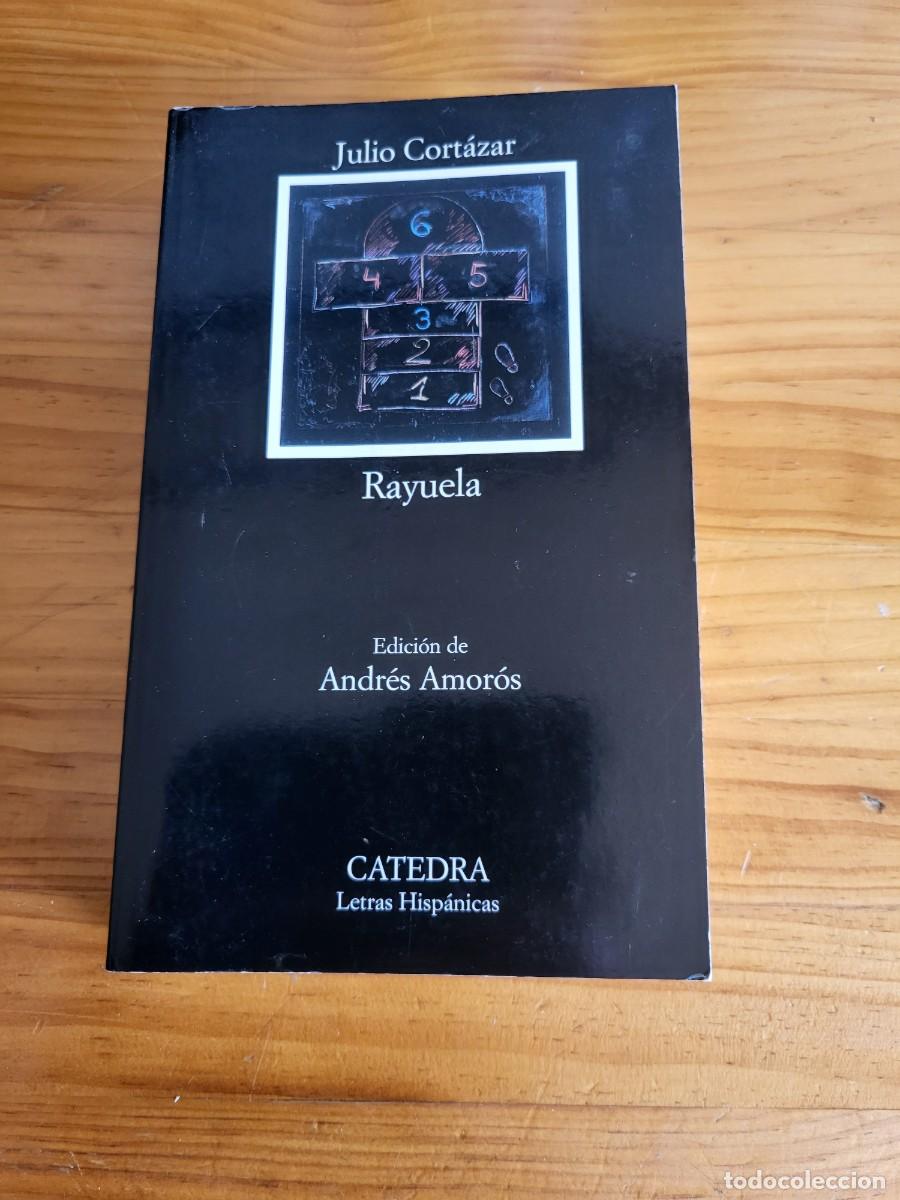 Julio Cortázar
6
4 5
3
2
1
Rayuela
Edición de
Andrés Amorós
CATEDRA
Letras Hispánicas
todocoleccion